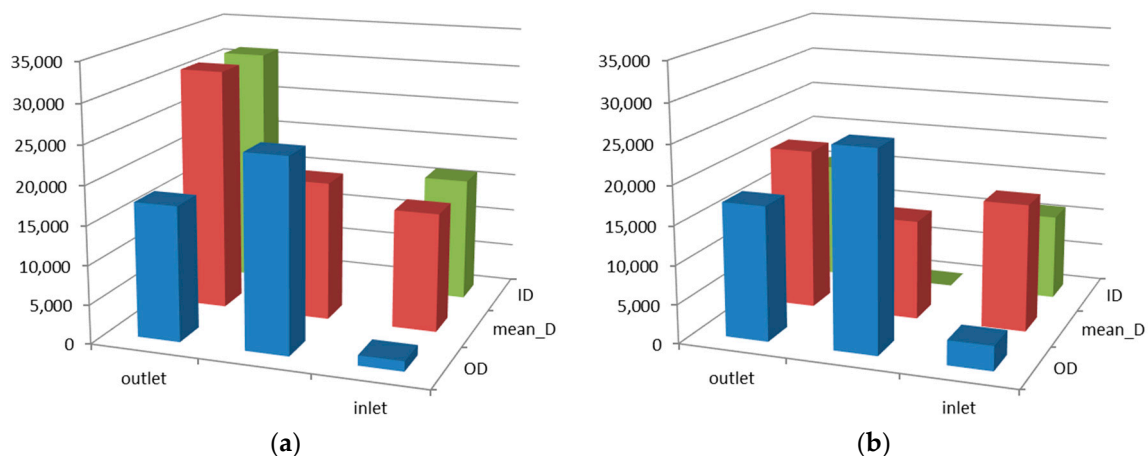 35,000
30,000
25,000
20,000
15,000
10,000
5,000
0
outlet
inlet
OD
mean_D
ID
(a)
35,000
30,000
25,000
20,000
15,000
10,000
5,000
0
outlet
inlet
OD
mean_D
ID
(b)